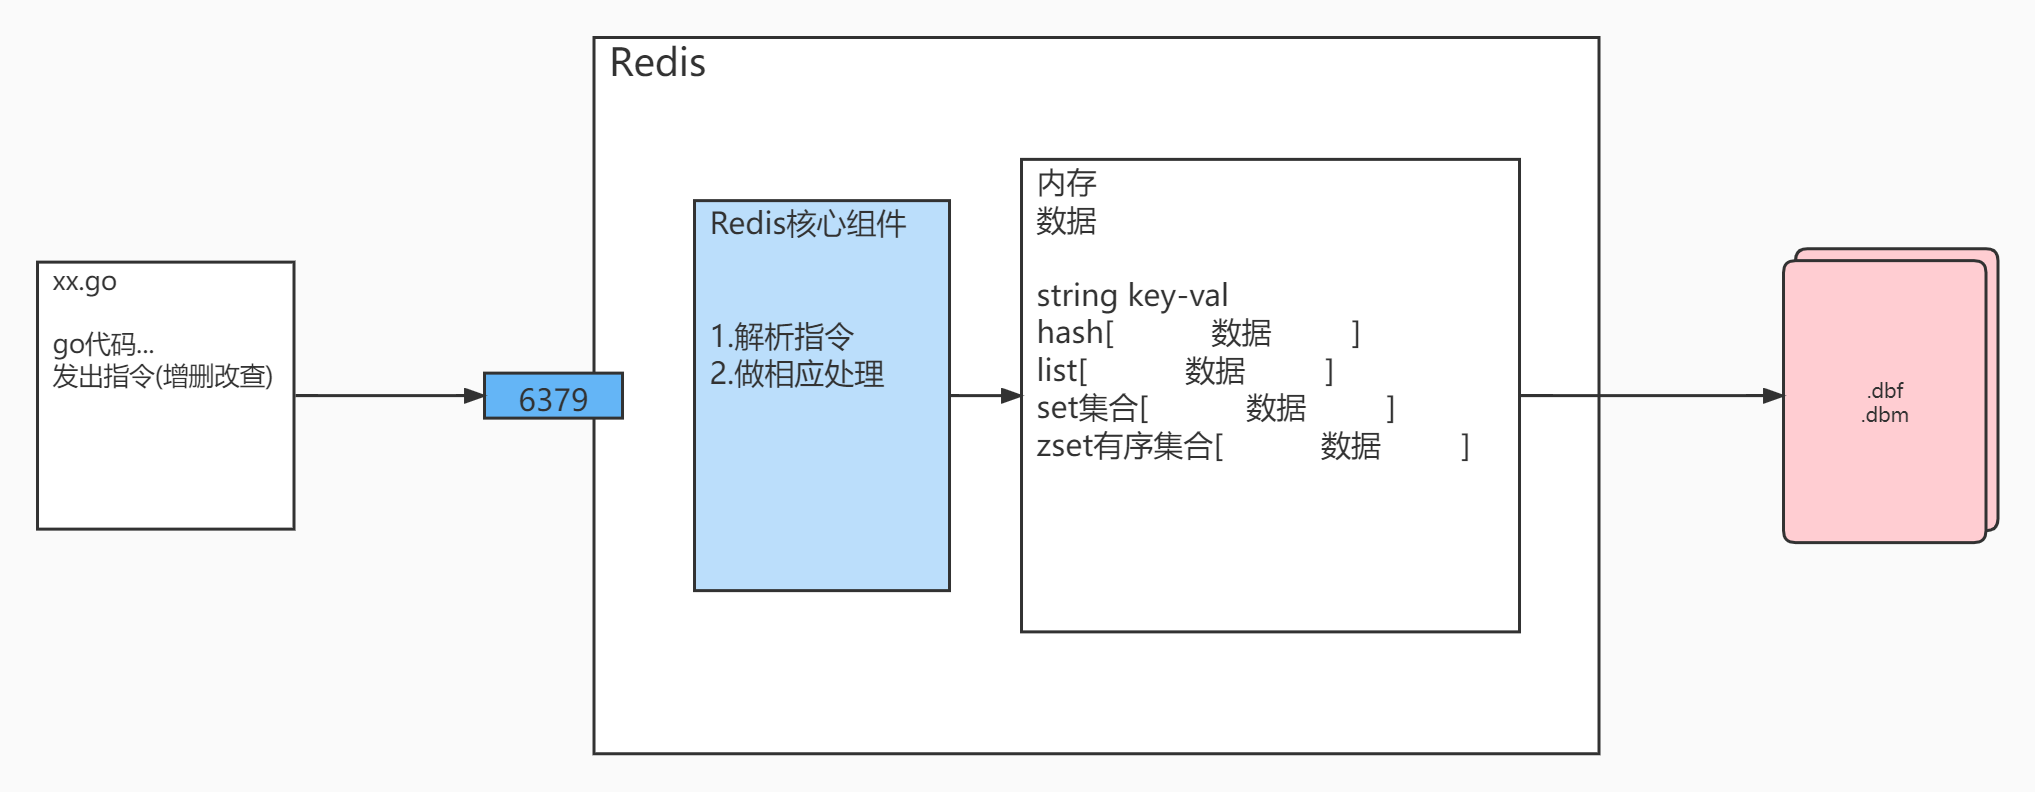 Redis
xx.go
go代码...
发出指令(增删改查)
6379
Redis核心组件
1.解析指令
2.做相应处理
内存
数据
string key-val
hash[ 数据 ]
list[ 数据 ]
set集合[ 数据 ]
zset有序集合[ 数据 ]
.dbf
.dbm